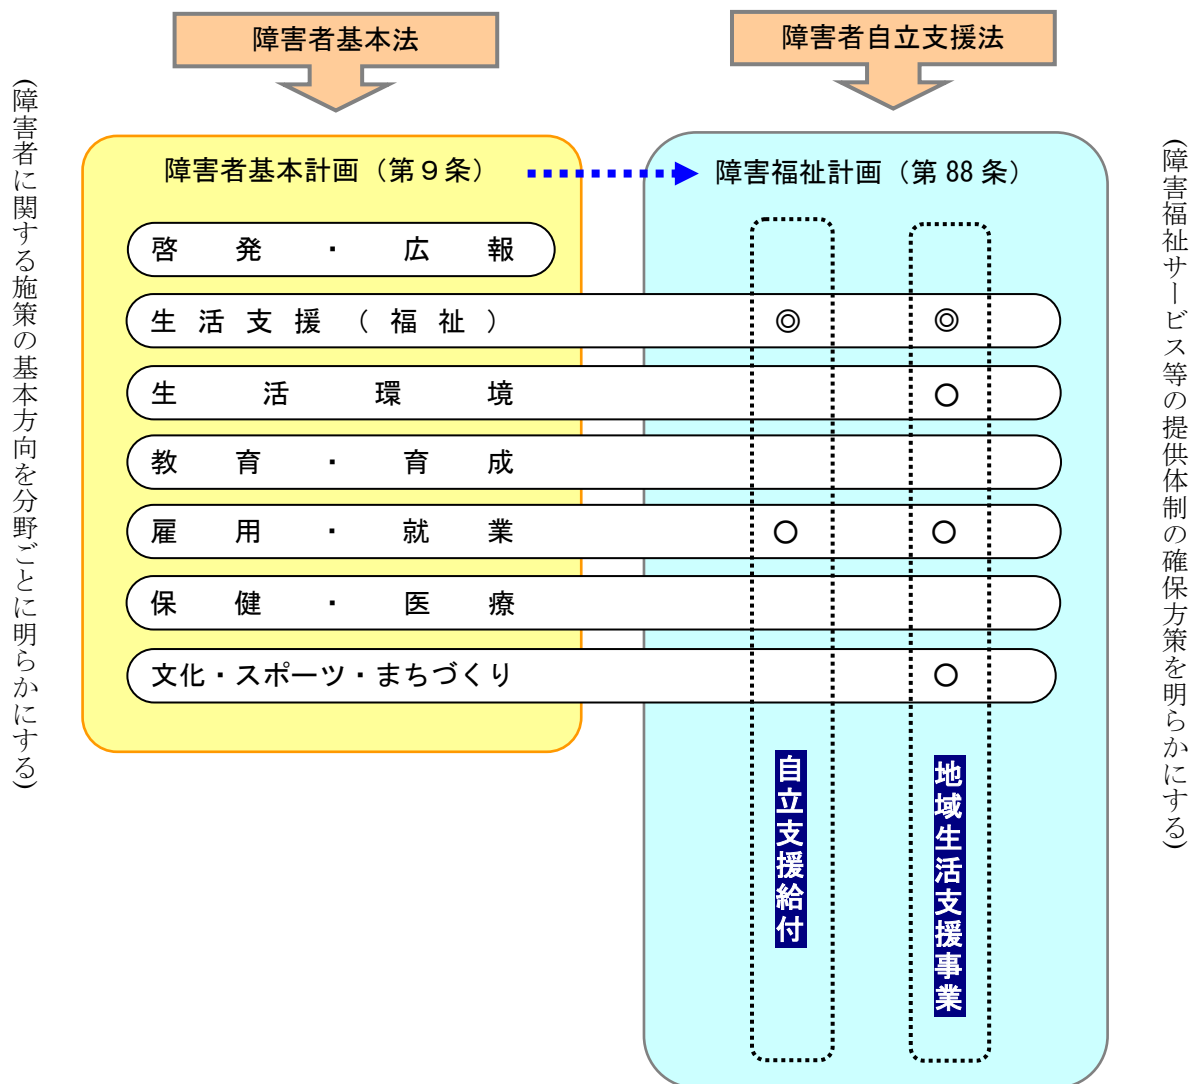 障害者基本法
障害者自立支援法
(障害者に関する施策の基本方向を分野ごとに明らかにする)
障害者基本計画(第9条)
障害福祉計画(第88条)
(障害福祉サービス等の提供体制の確保方策を明らかにする)
啓発・広報
生活支援(福祉)
◎
◎
生活環境
○
教育・育成
雇用・就業
○
○
保健・医療
文化・スポーツ・まちづくり
○
自立支援給付
地域生活支援事業